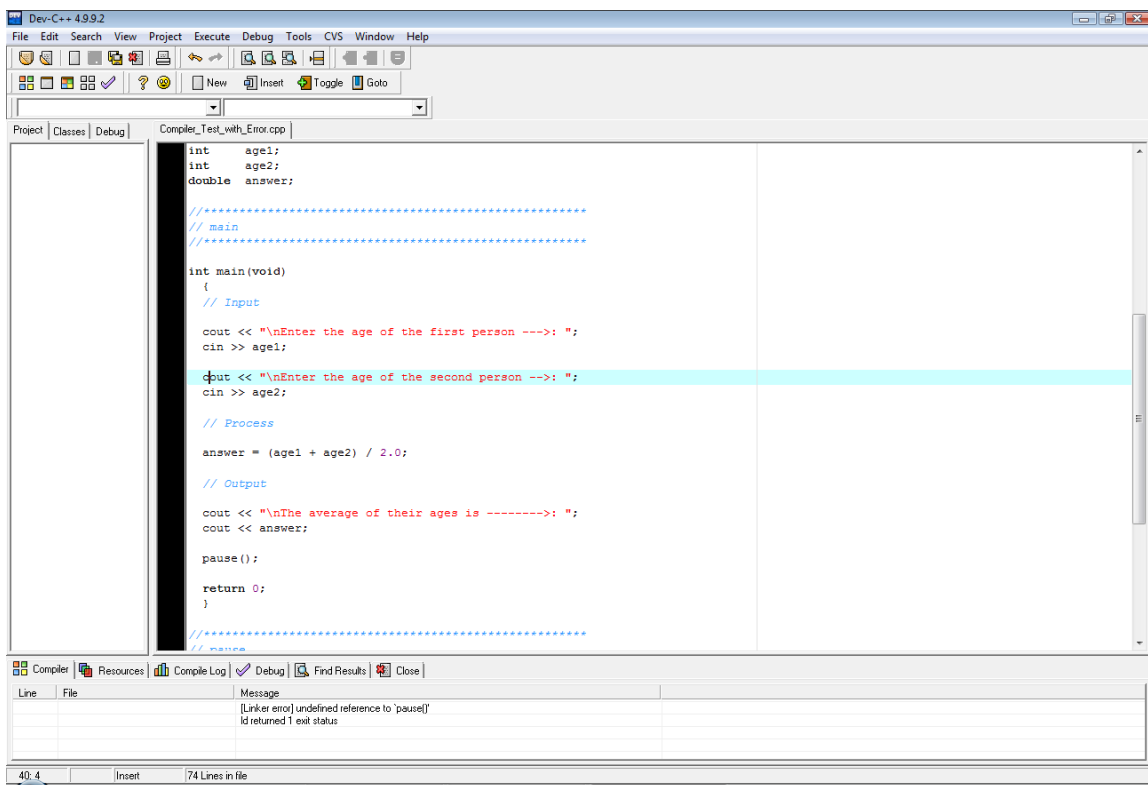 Dev-C++ 4.9.9.2
File Edit Search View Project Execute Debug Tools CVS Window Help
New Insert Toggle Goto
Project Classes Debug Compiler_Test_with_Error.cpp
int     age1;
int     age2;
double  answer;
//******************************************************
// main
//******************************************************
int main(void)
{
// Input
cout << "\nEnter the age of the first person --->: ";
cin >> age1;
cout << "\nEnter the age of the second person -->: ";
cin >> age2;
// Process
answer = (age1 + age2) / 2.0;
// Output
cout << "\nThe average of their ages is -------->: ";
cout << answer;
pause();
return 0;
}
//******************************************************
// pause
Compiler Resources Compile Log Debug Find Results Close
Line File Message
[Linker error] undefined reference to `pause()'
ld returned 1 exit status
40: 4 Insert 74 Lines in file